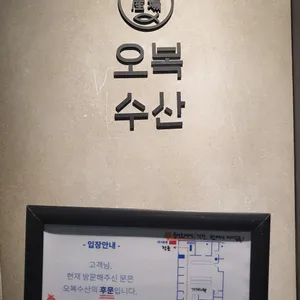 오복
수산
- 입장안내 -
고객님,
현재 방문해주신 문은
오복수산의 후문입니다.